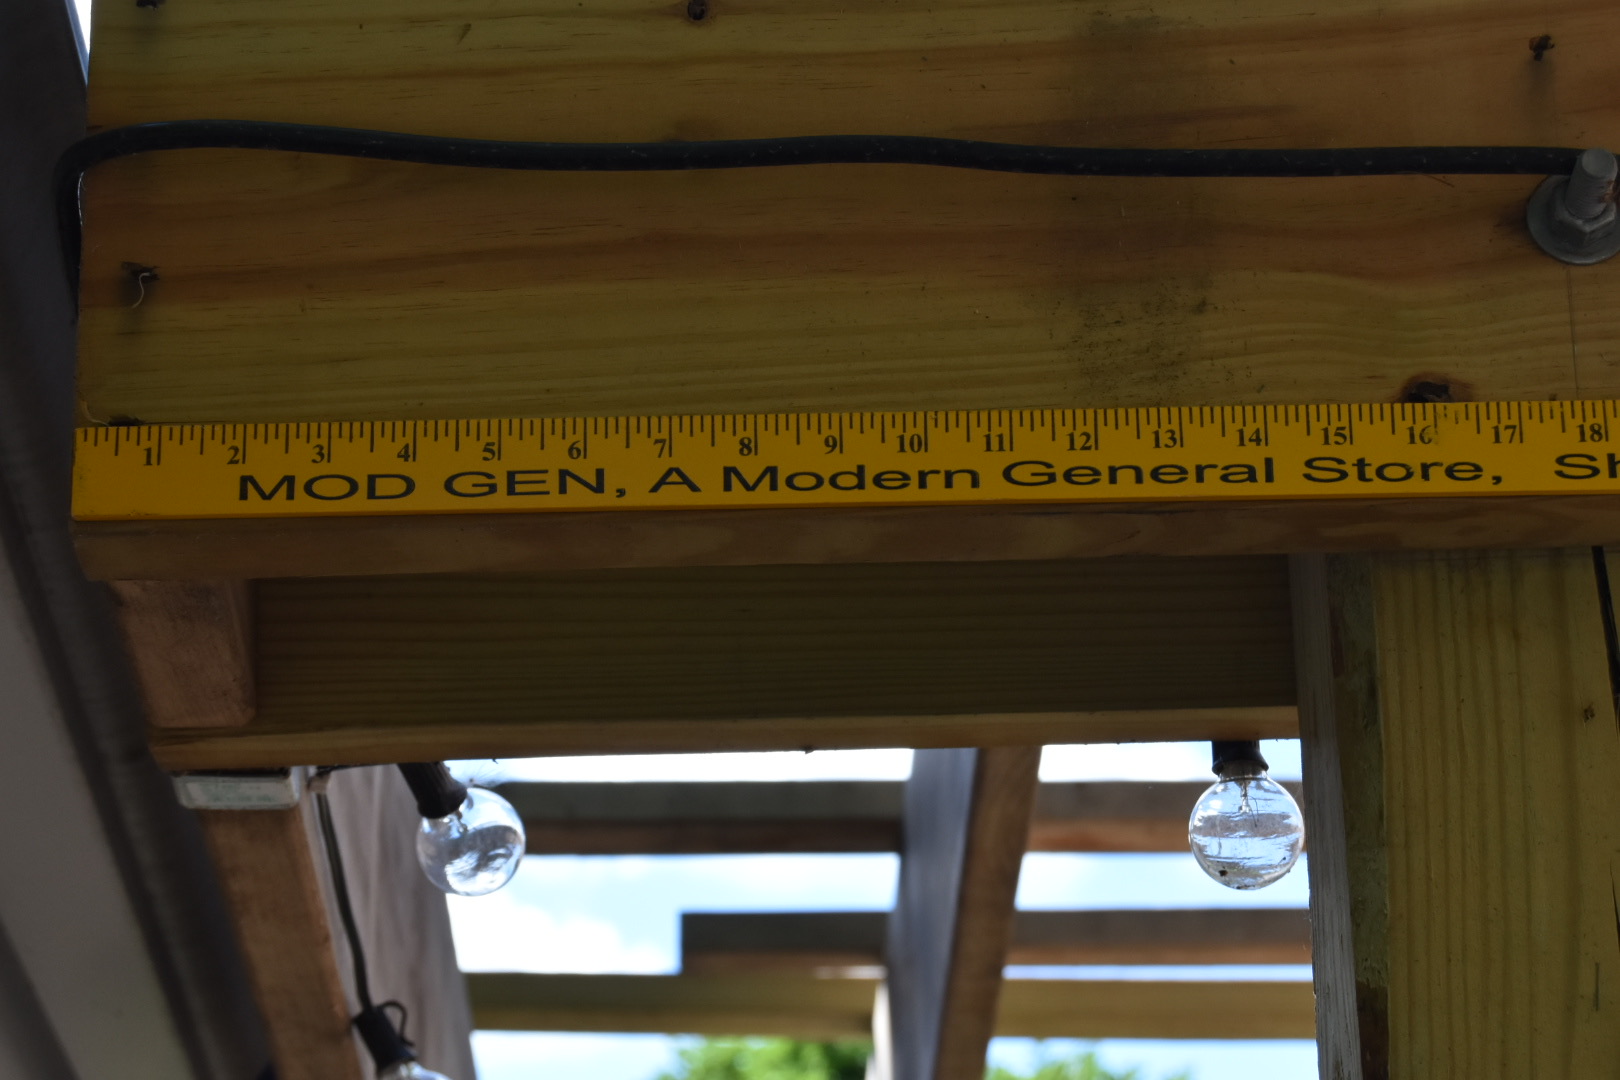 1 2 3 4 5 6 7 8 9 10 11 12 13 14 15 16 17 18
MOD GEN, A Modern General Store, Sh